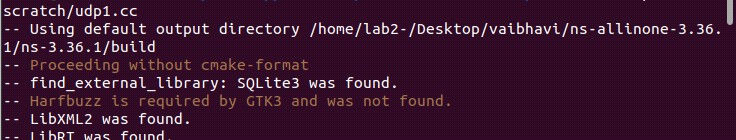 scratch/udp1.cc
-- Using default output directory /home/lab2-/Desktop/vaibhavi/ns-allinone-3.36.
1/ns-3.36.1/build
-- Proceeding without cmake-format
-- find_external_library: SQLite3 was found.
-- Harfbuzz is required by GTK3 and was not found.
-- LibXML2 was found.
-- LibRT was found.